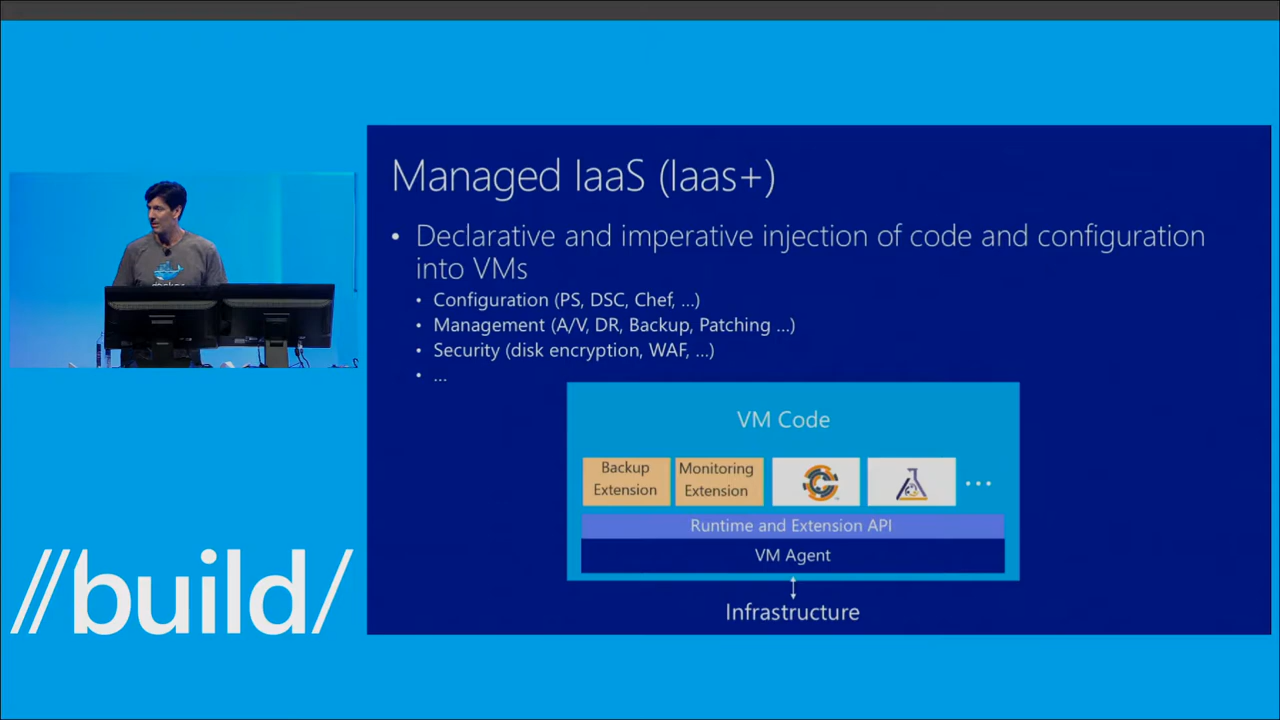 Managed IaaS (Iaas+)
• Declarative and imperative injection of code and configuration
into VMs
• Configuration (PS, DSC, Chef, ...)
• Management (A/V, DR, Backup, Patching ...)
• Security (disk encryption, WAF, ...)
• ...
VM Code
Backup
Extension
Monitoring
Extension
...
Runtime and Extension API
VM Agent
Infrastructure
docker
//build/